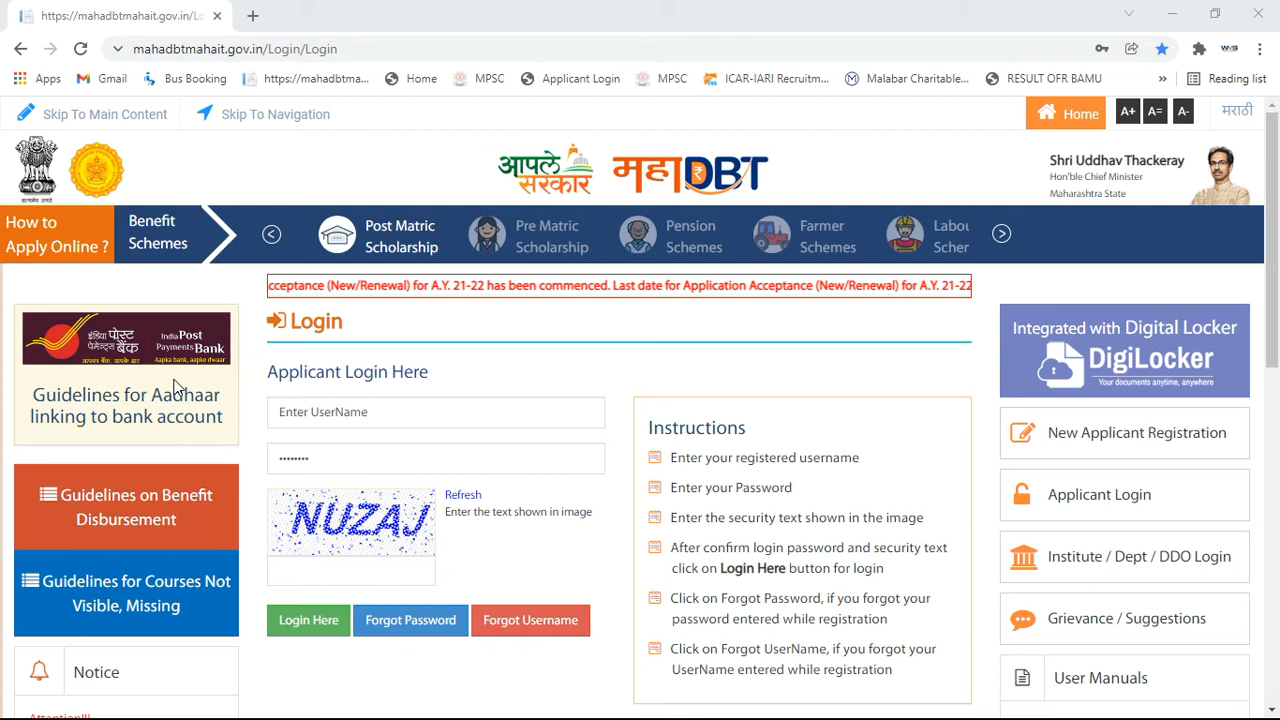 https://mahadbtmahait.gov.in/Lo
mahadbtmahait.gov.in/Login/Login
Apps
Gmail
Bus Booking
https://mahadbtma...
Home
MPSC
Applicant Login
MPSC
ICAR-IARI Recruitm...
Malabar Charitable...
RESULT OFR BAMU
»
Reading list
Skip To Main Content
Skip To Navigation
Home
A+
A=
A-
मराठी
आपले
सरकार
महाDBT
Shri Uddhav Thackeray
Hon'ble Chief Minister
Maharashtra State
How to
Apply Online ?
Benefit
Schemes
Post Matric
Scholarship
Pre Matric
Scholarship
Pension
Schemes
Farmer
Schemes
Labou
Scher
cceptance (New/Renewal) for A.Y. 21-22 has been commenced. Last date for Application Acceptance (New/Renewal) for A.Y. 21-22
इंडिया पोस्ट
पेमेन्ट्स बैंक
आपका बैंक, आपके द्वार
India Post
Payments Bank
Aapka bank, aapke dwaar
Guidelines for Aadhaar
linking to bank account
Guidelines on Benefit
Disbursement
Guidelines for Courses Not
Visible, Missing
Notice
Attention!!!
Login
Applicant Login Here
Enter UserName
••••••••
NUZAJ
Refresh
Enter the text shown in image
Login Here
Forgot Password
Forgot Username
Instructions
Enter your registered username
Enter your Password
Enter the security text shown in the image
After confirm login password and security text
click on Login Here button for login
Click on Forgot Password, if you forgot your
password entered while registration
Click on Forgot UserName, if you forgot your
UserName entered while registration
Integrated with Digital Locker
DigiLocker
Your documents anytime, anywhere
New Applicant Registration
Applicant Login
Institute / Dept / DDO Login
Grievance / Suggestions
User Manuals